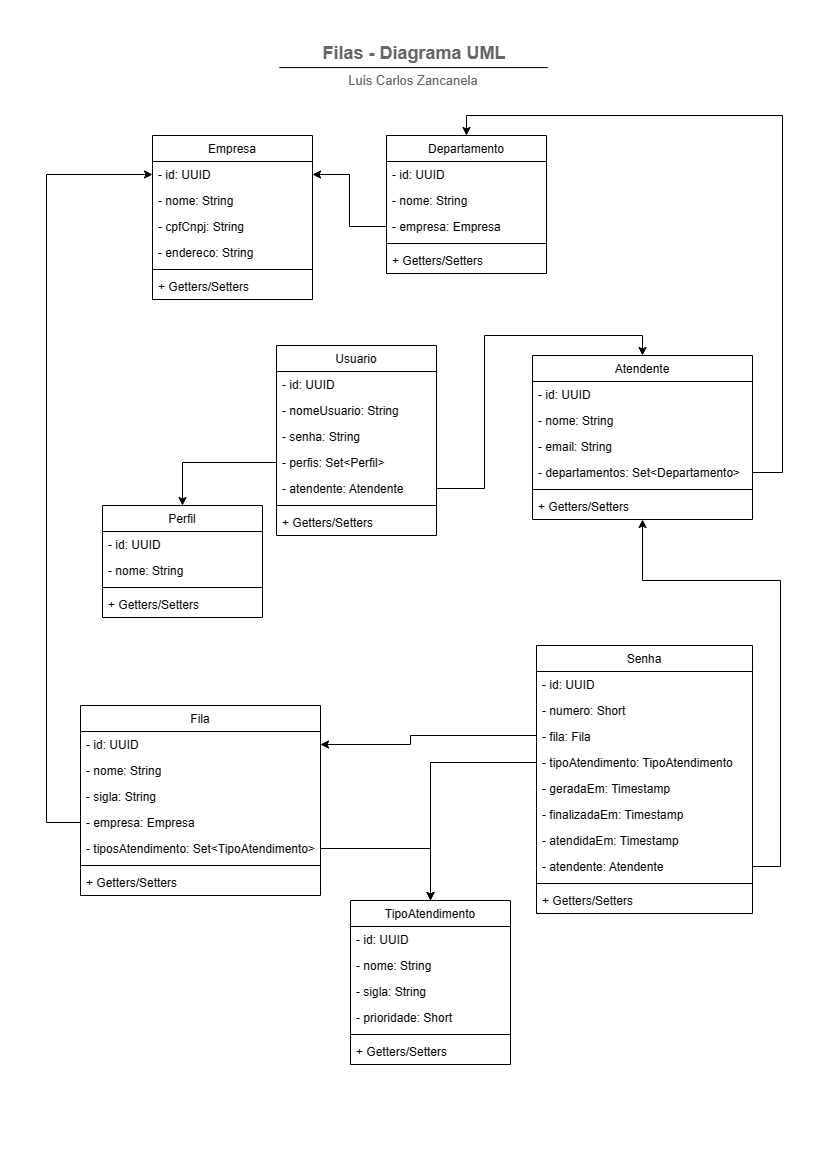 Filas - Diagrama UML
Luis Carlos Zancanela
Empresa
- id: UUID
- nome: String
- cpfCnpj: String
- endereco: String
+ Getters/Setters
Departamento
- id: UUID
- nome: String
- empresa: Empresa
+ Getters/Setters
Usuario
- id: UUID
- nomeUsuario: String
- senha: String
- perfis: Set<Perfil>
- atendente: Atendente
+ Getters/Setters
Atendente
- id: UUID
- nome: String
- email: String
- departamentos: Set<Departamento>
+ Getters/Setters
Perfil
- id: UUID
- nome: String
+ Getters/Setters
Senha
- id: UUID
- numero: Short
- fila: Fila
- tipoAtendimento: TipoAtendimento
- geradaEm: Timestamp
- finalizadaEm: Timestamp
- atendidaEm: Timestamp
- atendente: Atendente
+ Getters/Setters
Fila
- id: UUID
- nome: String
- sigla: String
- empresa: Empresa
- tiposAtendimento: Set<TipoAtendimento>
+ Getters/Setters
TipoAtendimento
- id: UUID
- nome: String
- sigla: String
- prioridade: Short
+ Getters/Setters